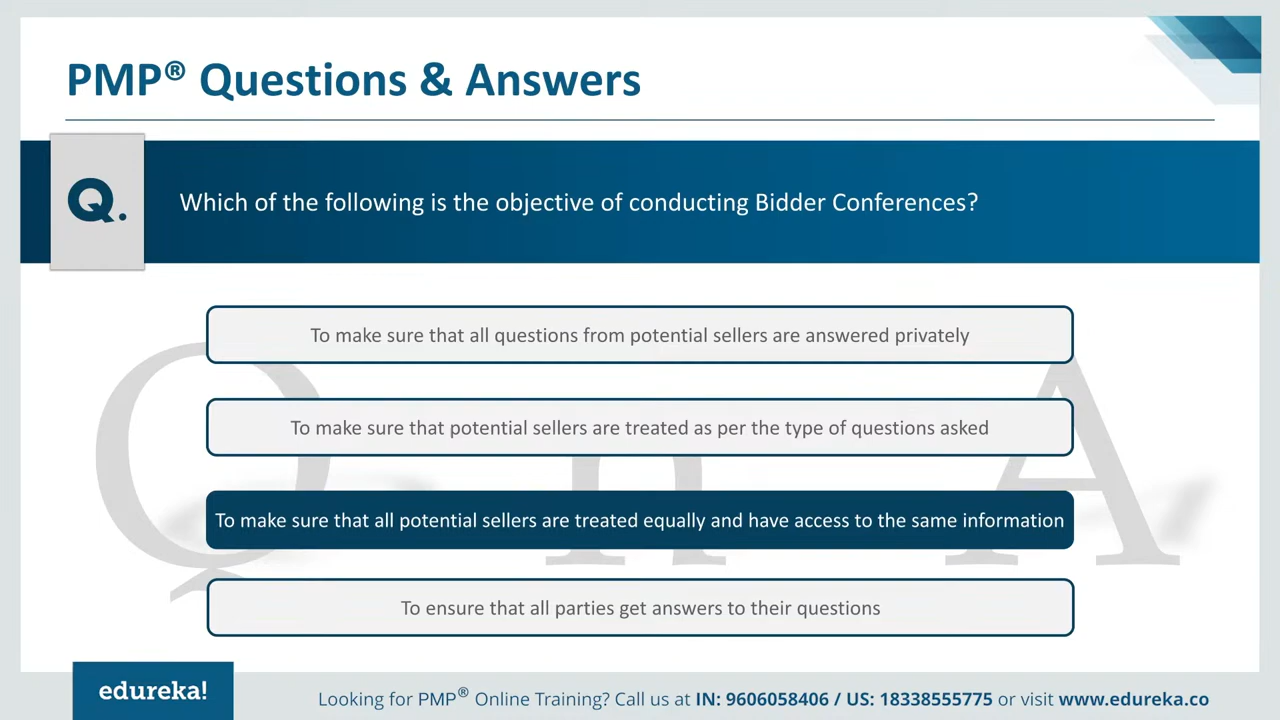 PMP® Questions & Answers
Q.
Which of the following is the objective of conducting Bidder Conferences?
To make sure that all questions from potential sellers are answered privately
To make sure that potential sellers are treated as per the type of questions asked
To make sure that all potential sellers are treated equally and have access to the same information
To ensure that all parties get answers to their questions
Q n A
edureka!
Looking for PMP® Online Training? Call us at IN: 9606058406 / US: 18338555775 or visit www.edureka.co